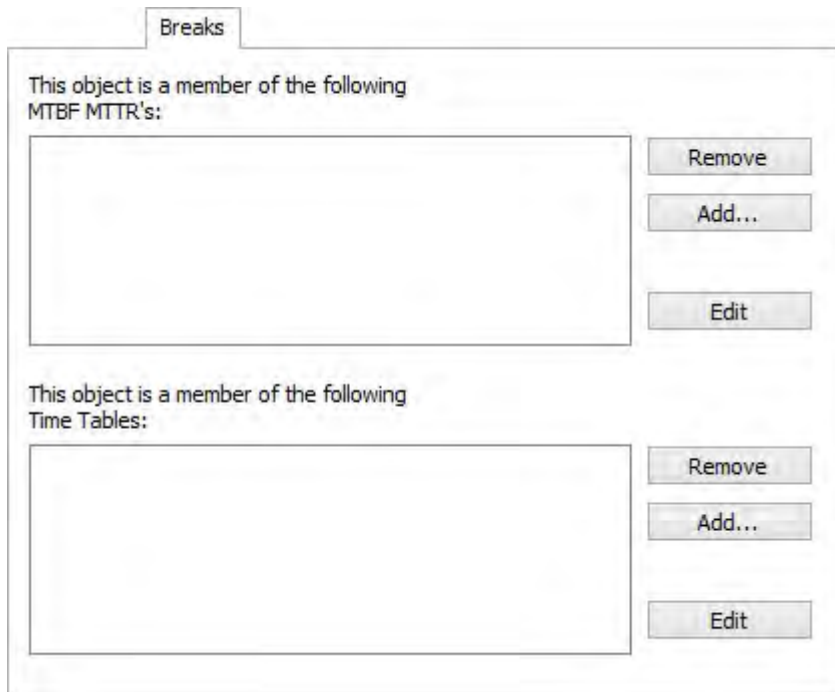 Breaks
This object is a member of the following
MTBF MTTR's:
Remove
Add...
Edit
This object is a member of the following
Time Tables:
Remove
Add...
Edit